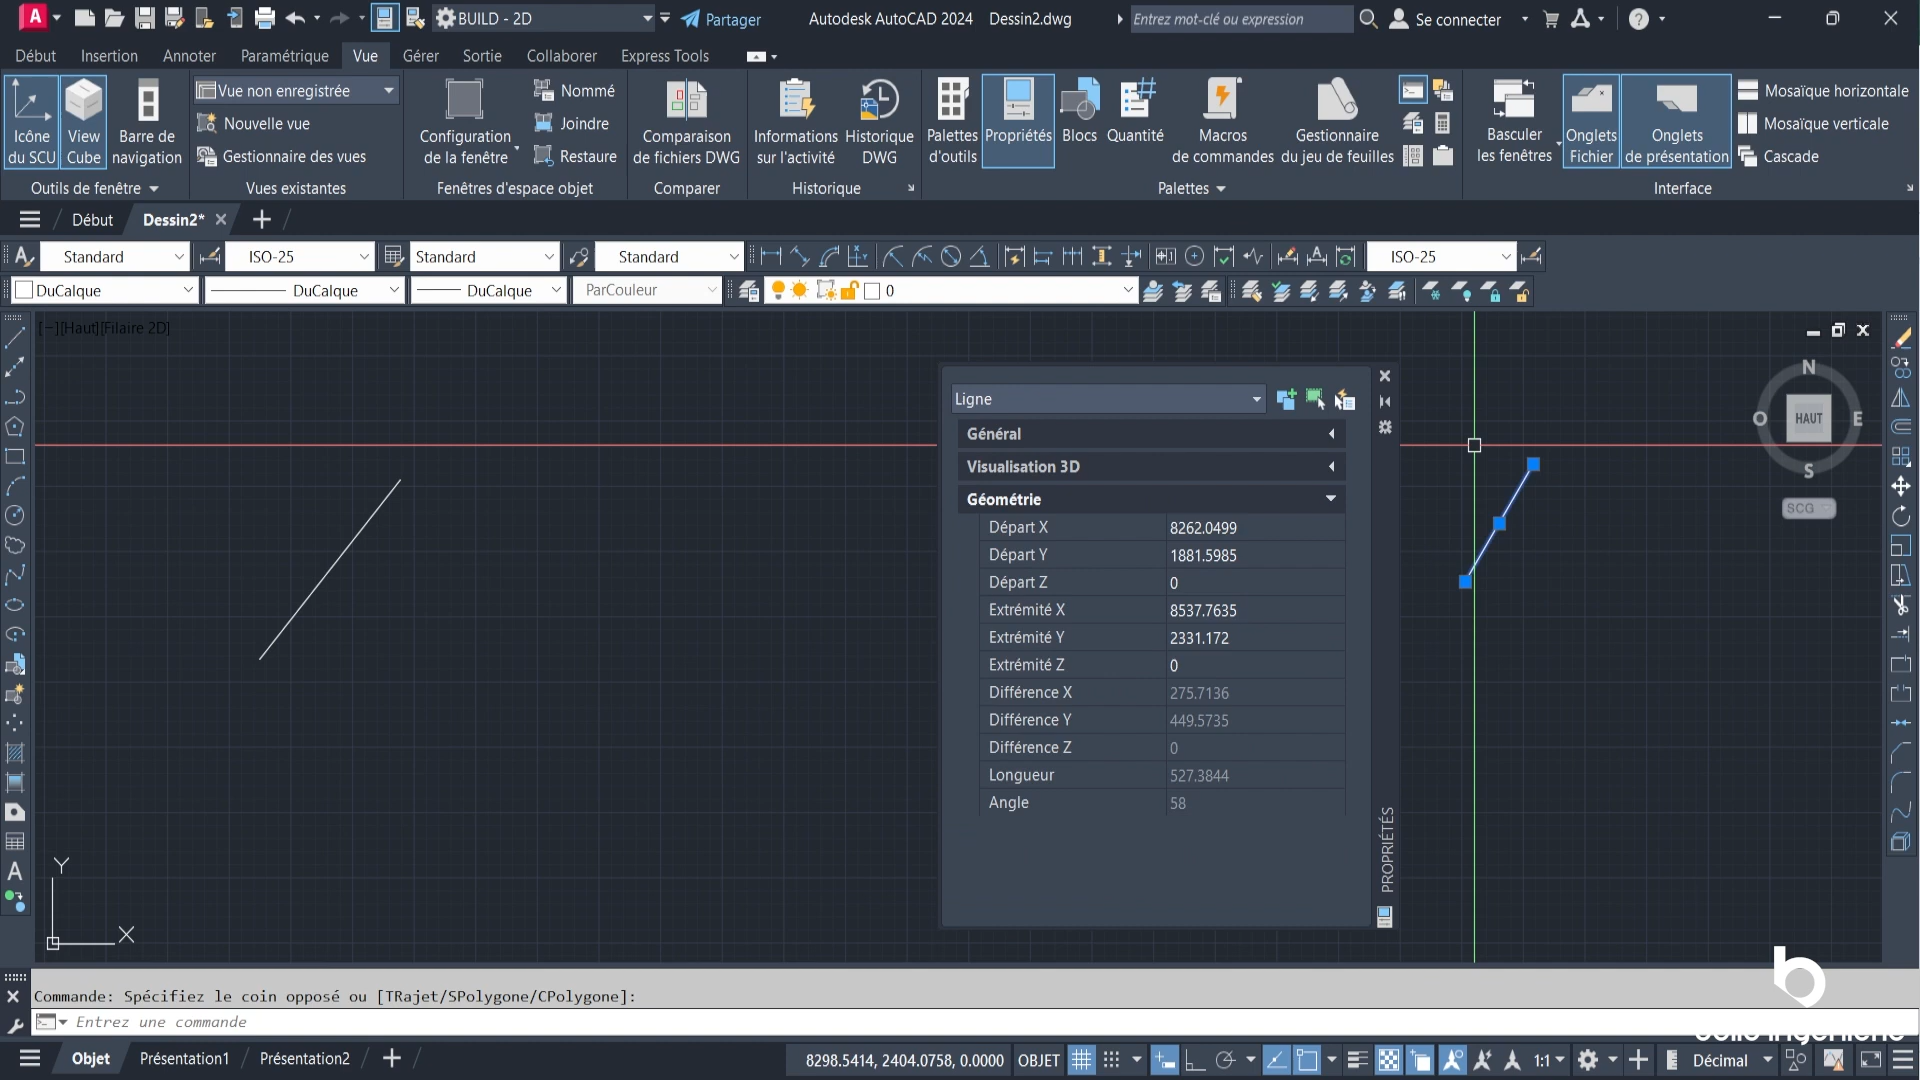 BUILD - 2D
Partager
Autodesk AutoCAD 2024 Dessin2.dwg
Entrez mot-clé ou expression
Se connecter
Début Insertion Annoter Paramétrique Vue Gérer Sortie Collaborer Express Tools
Icône du SCU
View Cube
Barre de navigation
Outils de fenêtre
Vue non enregistrée
Nouvelle vue
Gestionnaire des vues
Vues existantes
Configuration de la fenêtre
Nommé
Joindre
Restaure
Fenêtres d'espace objet
Comparaison de fichiers DWG
Comparer
Informations sur l'activité
Historique DWG
Historique
Palettes d'outils
Propriétés
Blocs
Quantité
Macros de commandes
Gestionnaire du jeu de feuilles
Palettes
Basculer les fenêtres
Onglets Fichier
Onglets de présentation
Mosaïque horizontale
Mosaïque verticale
Cascade
Interface
Début Dessin2*
Standard ISO-25 Standard Standard ISO-25
DuCalque DuCalque DuCalque ParCouleur 0
[−][Haut][Filaire 2D]
N
O HAUT E
S
SCG
Ligne
Général
Visualisation 3D
Géométrie
Départ X 8262.0499
Départ Y 1881.5985
Départ Z 0
Extrémité X 8537.7635
Extrémité Y 2331.172
Extrémité Z 0
Différence X 275.7136
Différence Y 449.5735
Différence Z 0
Longueur 527.3844
Angle 58
PROPRIÉTÉS
Y
X
Commande: Spécifiez le coin opposé ou [TRajet/SPolygone/CPolygone]:
Entrez une commande
Objet Présentation1 Présentation2
8298.5414, 2404.0758, 0.0000 OBJET 1:1 Décimal